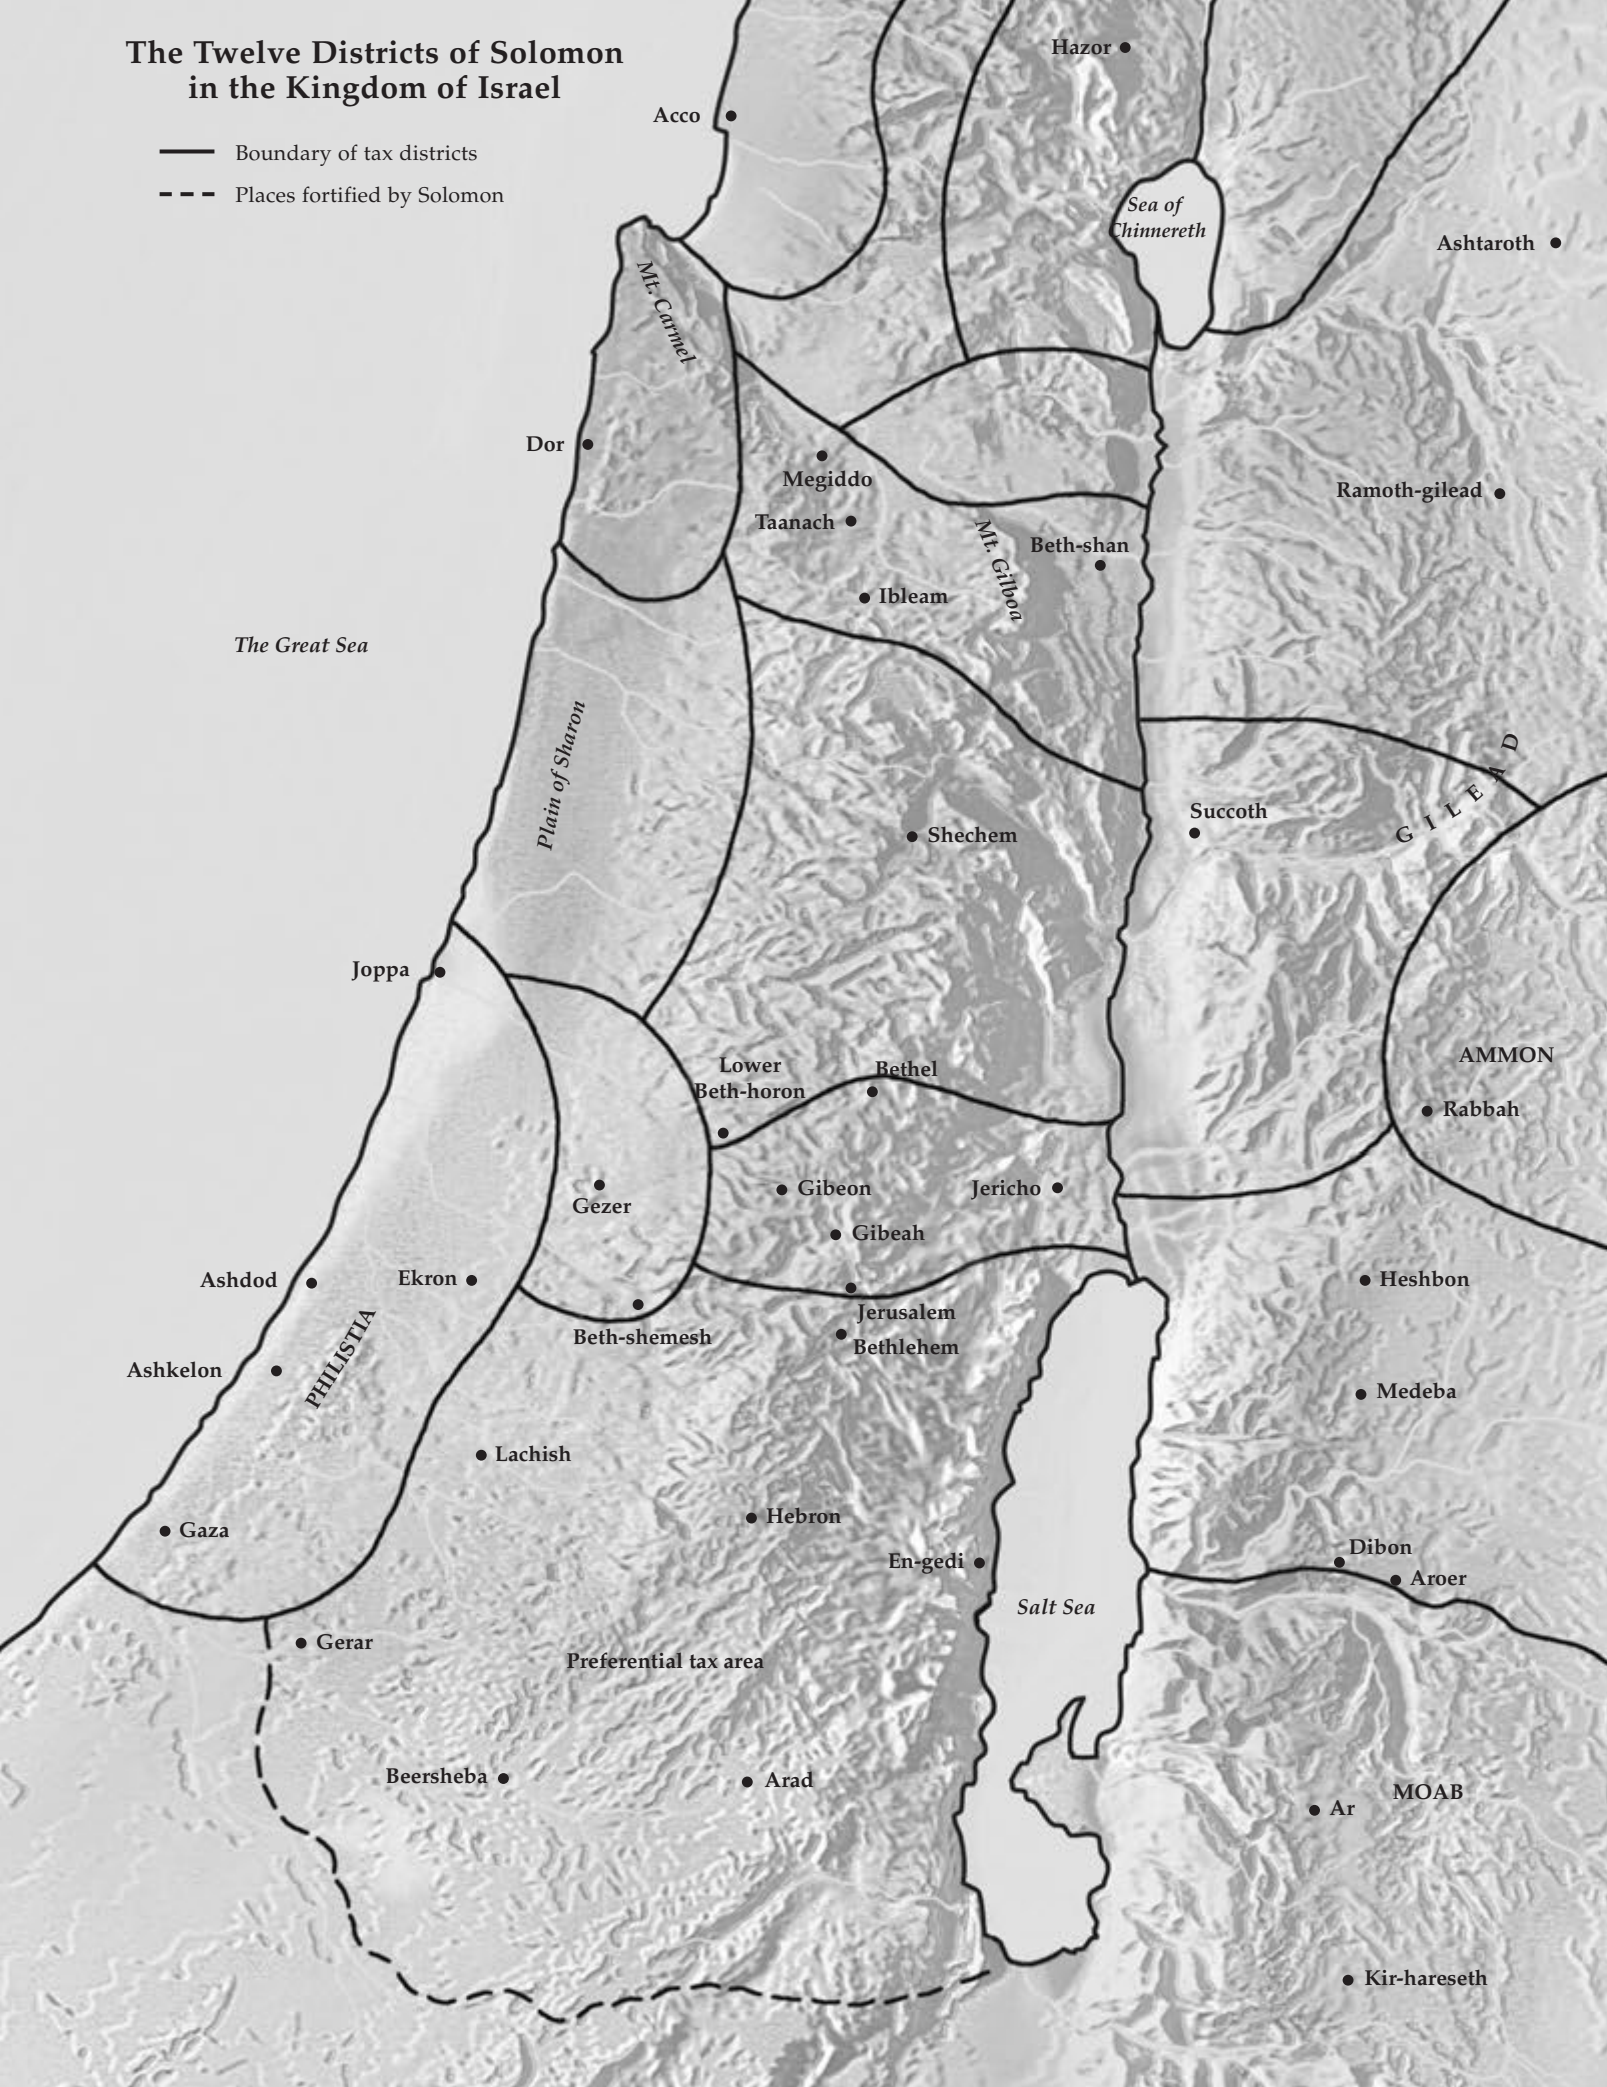 The Twelve Districts of Solomon
in the Kingdom of Israel
Boundary of tax districts
Places fortified by Solomon
Hazor
Acco
Sea of
Chinnereth
Ashtaroth
Mt. Carmel
Dor
Megiddo
Ramoth-gilead
Taanach
Mt. Gilboa
Beth-shan
Ibleam
The Great Sea
Plain of Sharon
GILEAD
Succoth
Shechem
Joppa
AMMON
Lower
Beth-horon
Bethel
Rabbah
Gibeon
Jericho
Gezer
Gibeah
Ashdod
Ekron
Heshbon
Jerusalem
Beth-shemesh
Bethlehem
PHILISTIA
Ashkelon
Medeba
Lachish
Hebron
Gaza
En-gedi
Dibon
Aroer
Salt Sea
Gerar
Preferential tax area
Beersheba
Arad
MOAB
Ar
Kir-hareseth